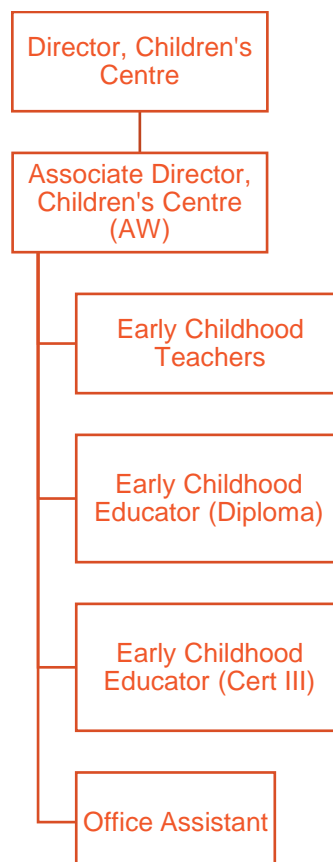 Director, Children's
Centre
Associate Director,
Children's Centre
(AW)
Early Childhood
Teachers
Early Childhood
Educator (Diploma)
Early Childhood
Educator (Cert III)
Office Assistant